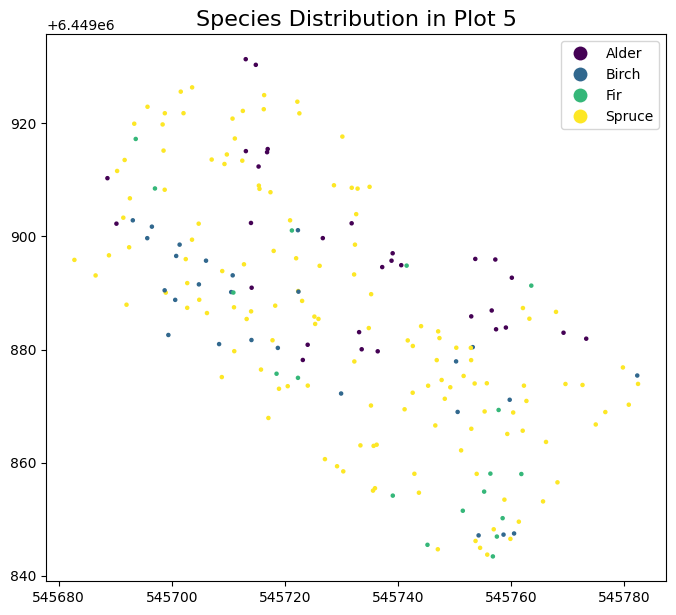 Species Distribution in Plot 5
+6.449e6
Alder
Birch
Fir
Spruce
920
900
880
860
840
545680 545700 545720 545740 545760 545780